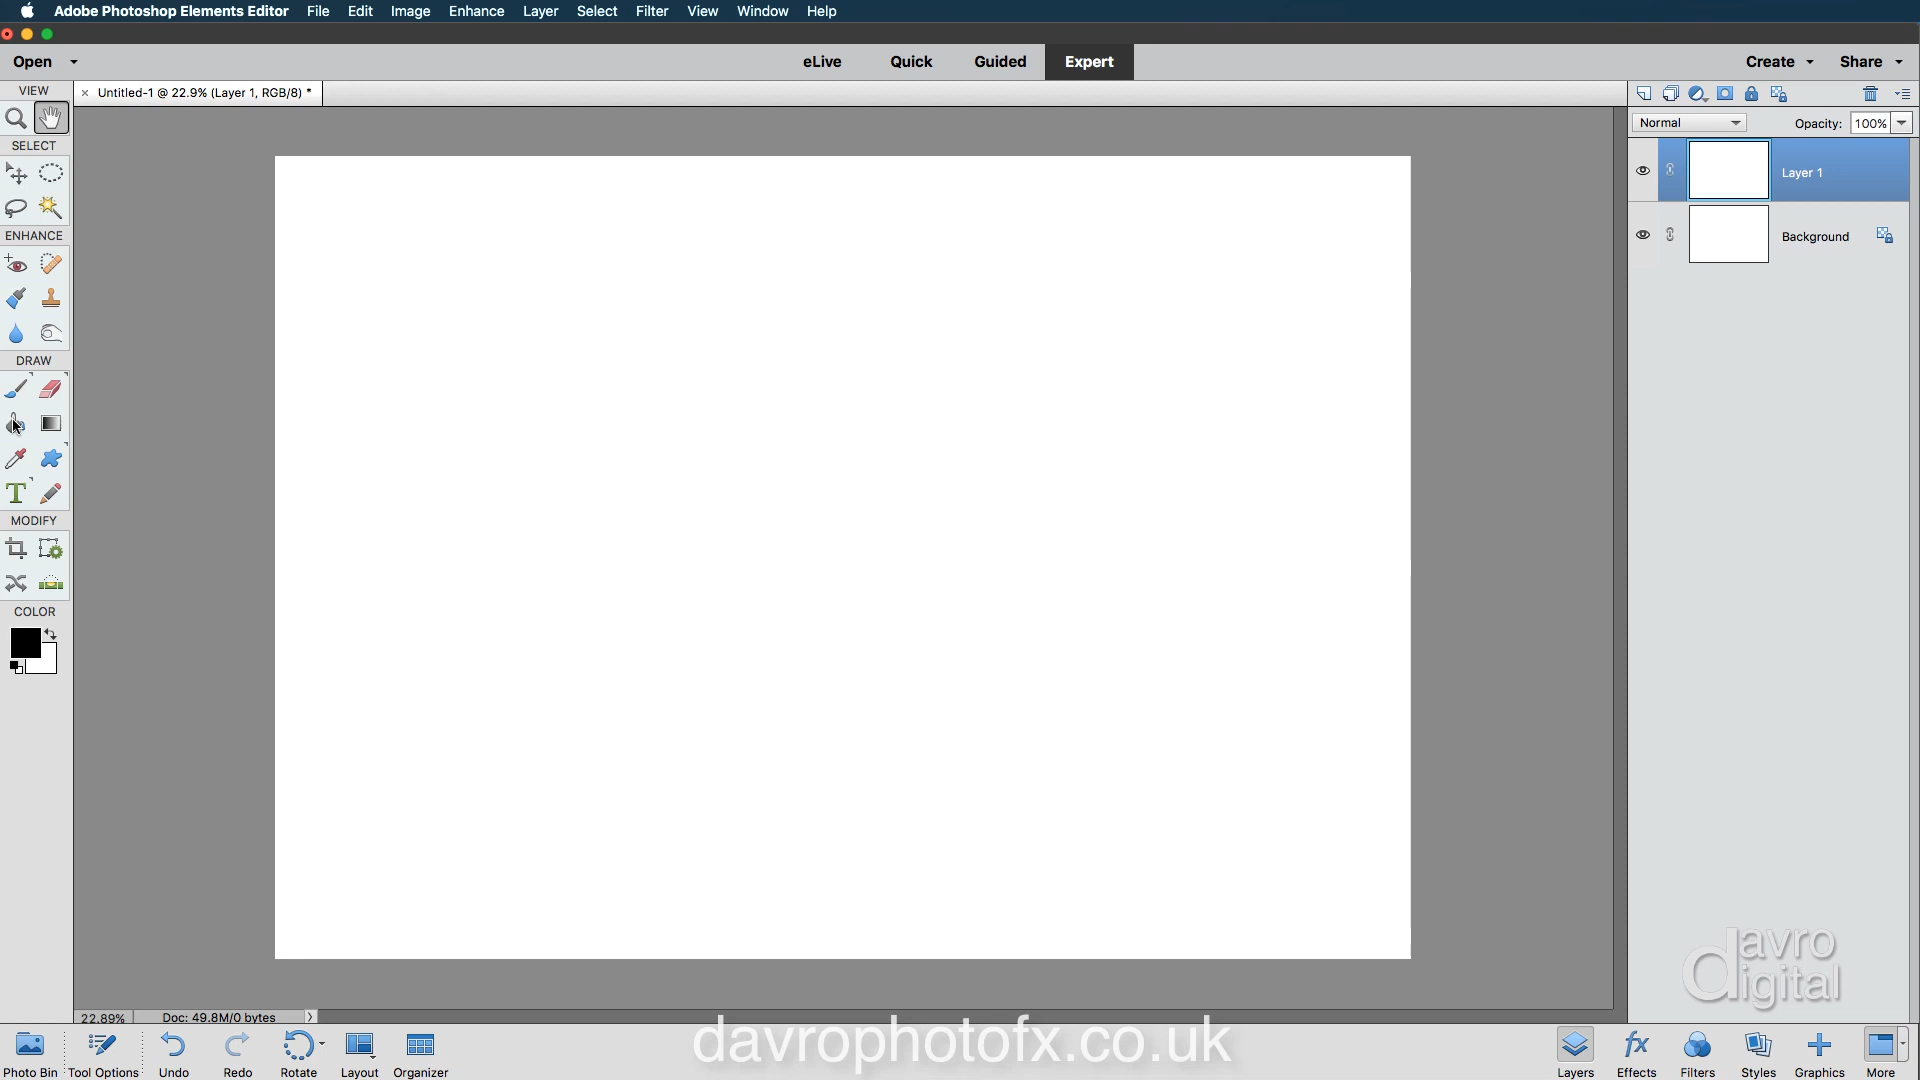 Adobe Photoshop Elements Editor File Edit Image Enhance Layer Select Filter View Window Help
Open eLive Quick Guided Expert Create Share
VIEW
× Untitled-1 @ 22.9% (Layer 1, RGB/8) *
Normal Opacity: 100%
SELECT
Layer 1
ENHANCE
Background
DRAW
T
MODIFY
COLOR
davro
digital
22.89% Doc: 49.8M/0 bytes
davrophotofx.co.uk
fx
Photo Bin Tool Options Undo Redo Rotate Layout Organizer Layers Effects Filters Styles Graphics More